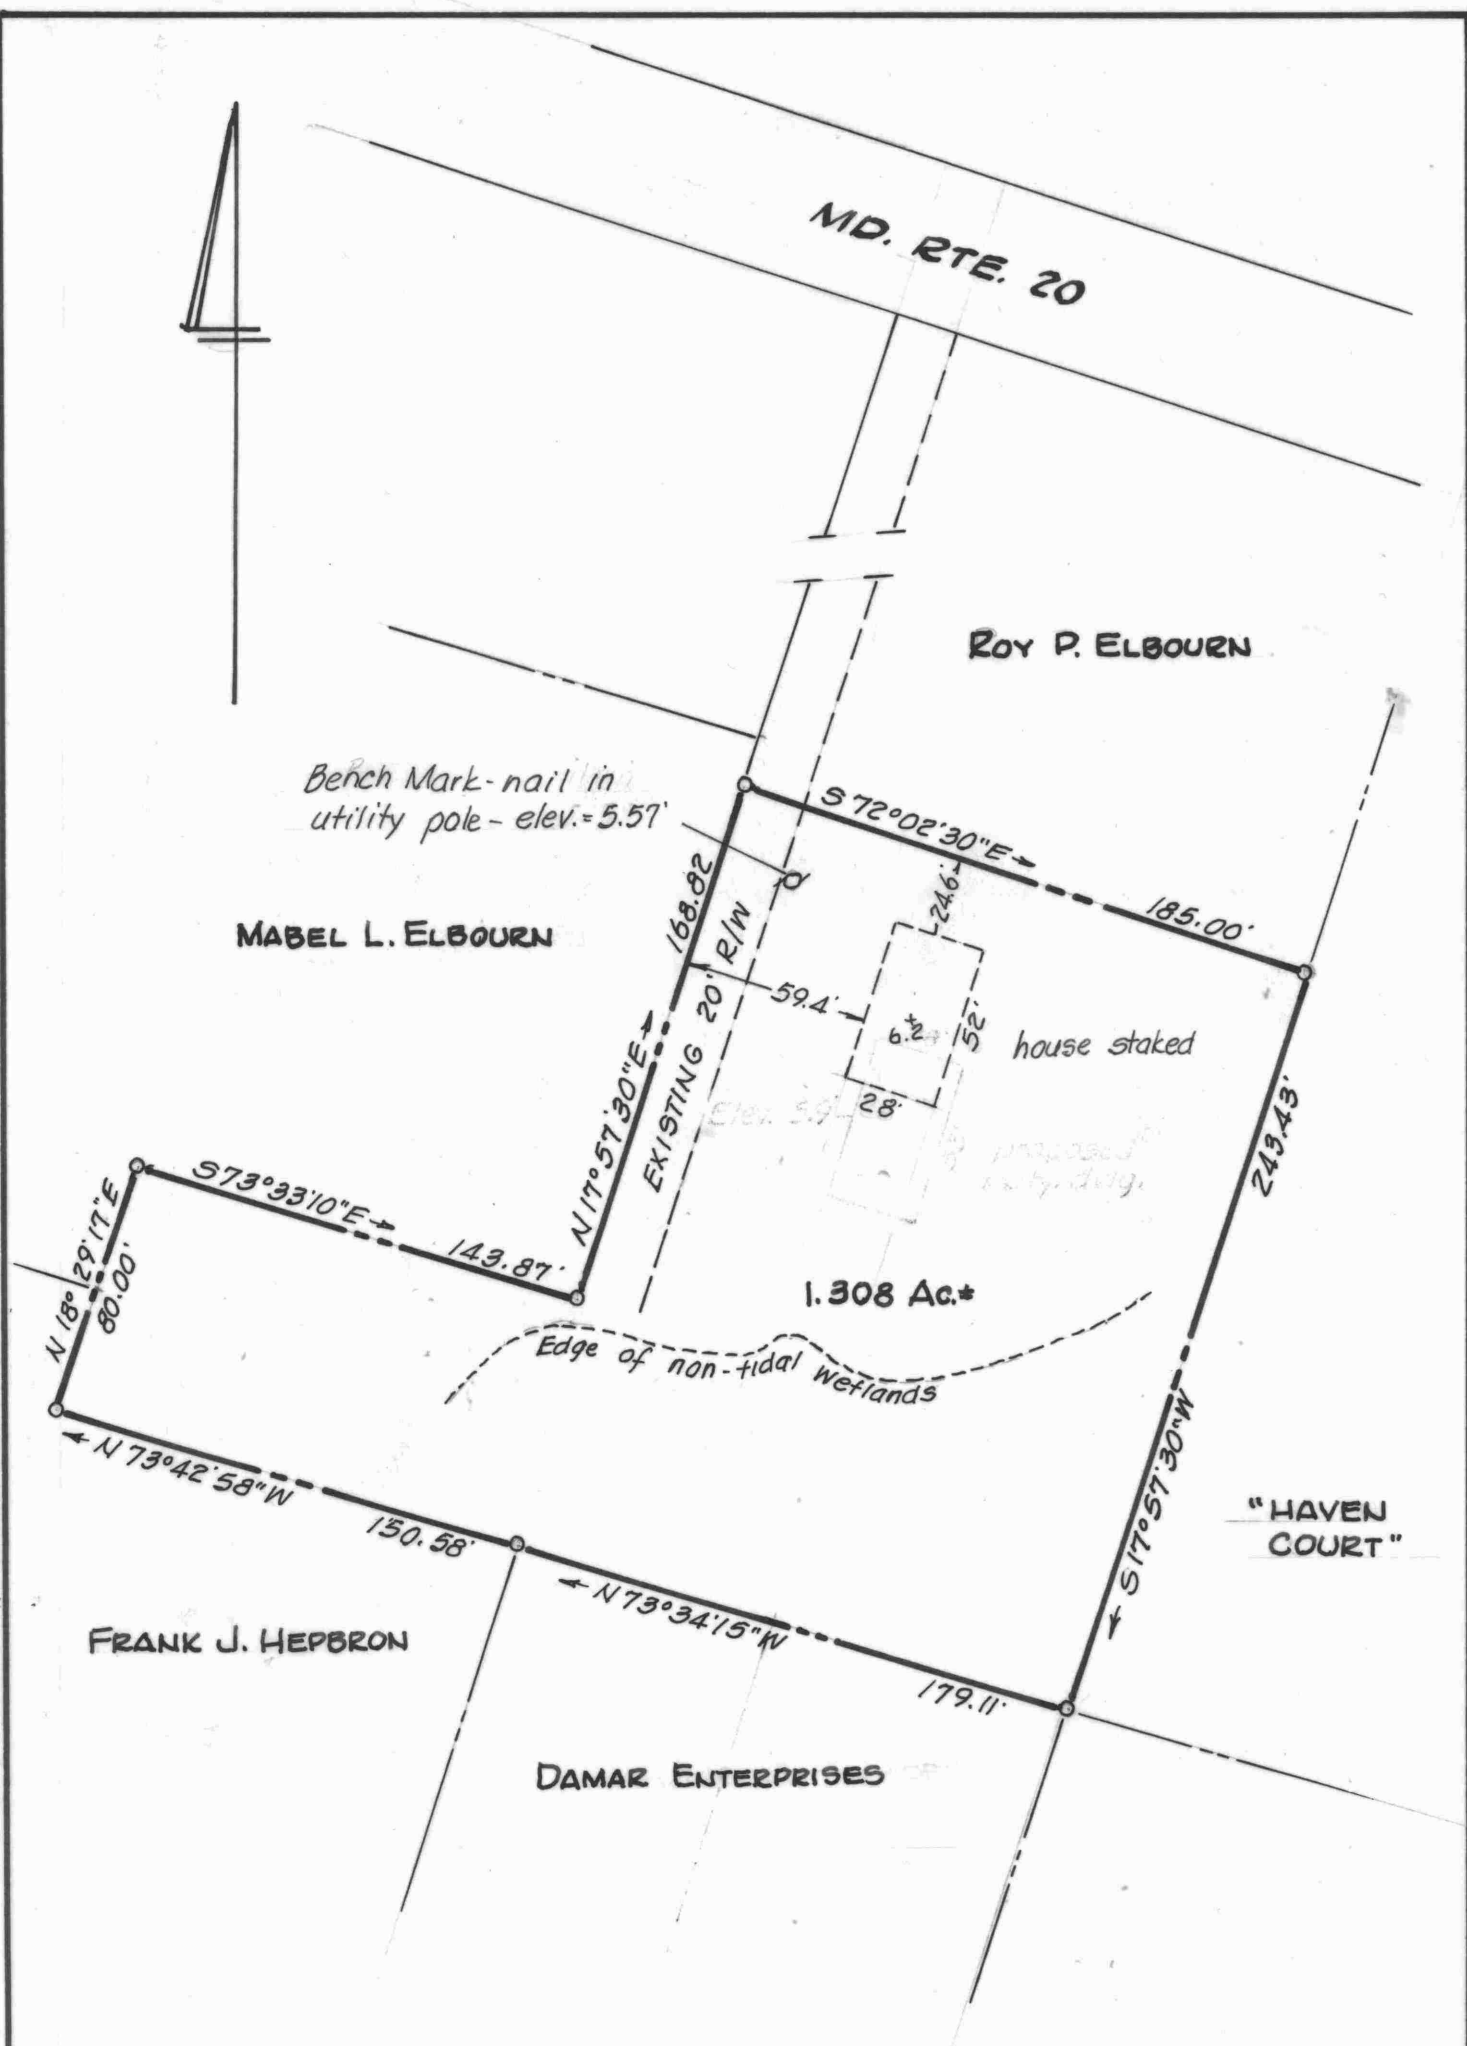 MD. RTE. 20
ROY P. ELBOURN
Bench Mark - nail in
utility pole - elev. = 5.57'
S 72°02'30"E
185.00'
24.6'
MABEL L. ELBOURN
168.82
N 17°57'30"E
EXISTING 20' R/W
59.4'
6.2±
52'
28'
house staked
Elev. 5.9
proposed
243.43'
S 17°57'30"W
S 73°33'10"E
143.87'
N 18° 29'17"E
80.00'
1.308 Ac.±
Edge of non-tidal wetlands
N 73°42'58"W
150.58'
N 73°34'15"W
179.11'
"HAVEN
COURT"
FRANK J. HEPBRON
DAMAR ENTERPRISES